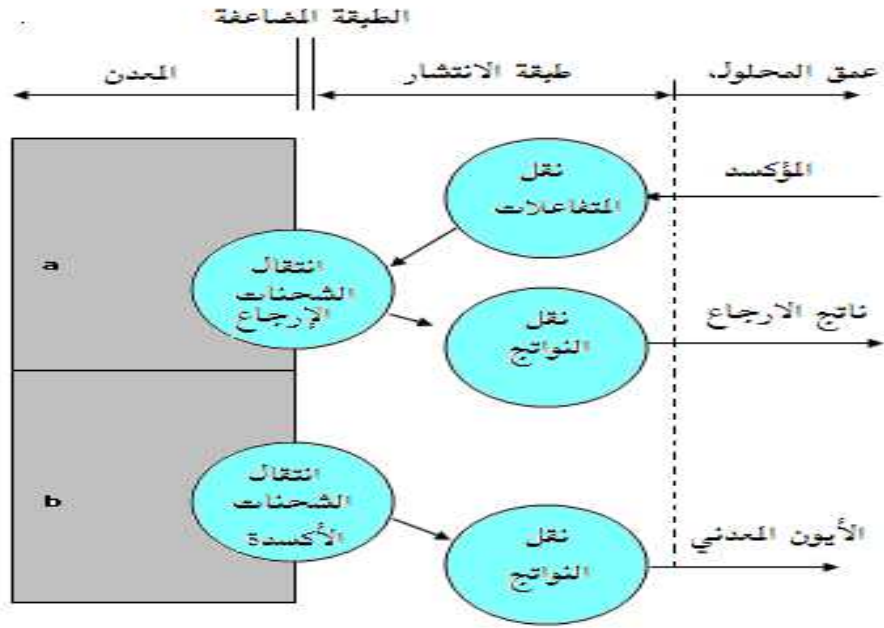 الطبقة المضاعفة
المعدن
طبقة الانتشار
عمق المحلول
المؤكسد
نقل
المتفاعلات
a
انتقال
الشحنات
الإرجاع
نقل
النواتج
ناتج الارجاع
b
انتقال
الشحنات
الأكسدة
نقل
النواتج
الأيون المعدني